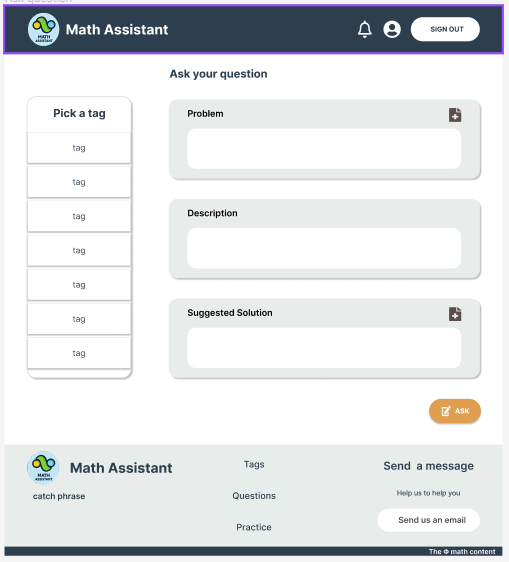 Ask question
MATH
ASSISTANT
Math Assistant
SIGN OUT
Ask your question
Pick a tag
tag
tag
tag
tag
tag
tag
tag
Problem
Description
Suggested Solution
ASK
MATH
ASSISTANT
Math Assistant
catch phrase
Tags
Questions
Practice
Send a message
Help us to help you
Send us an email
The Φ math content